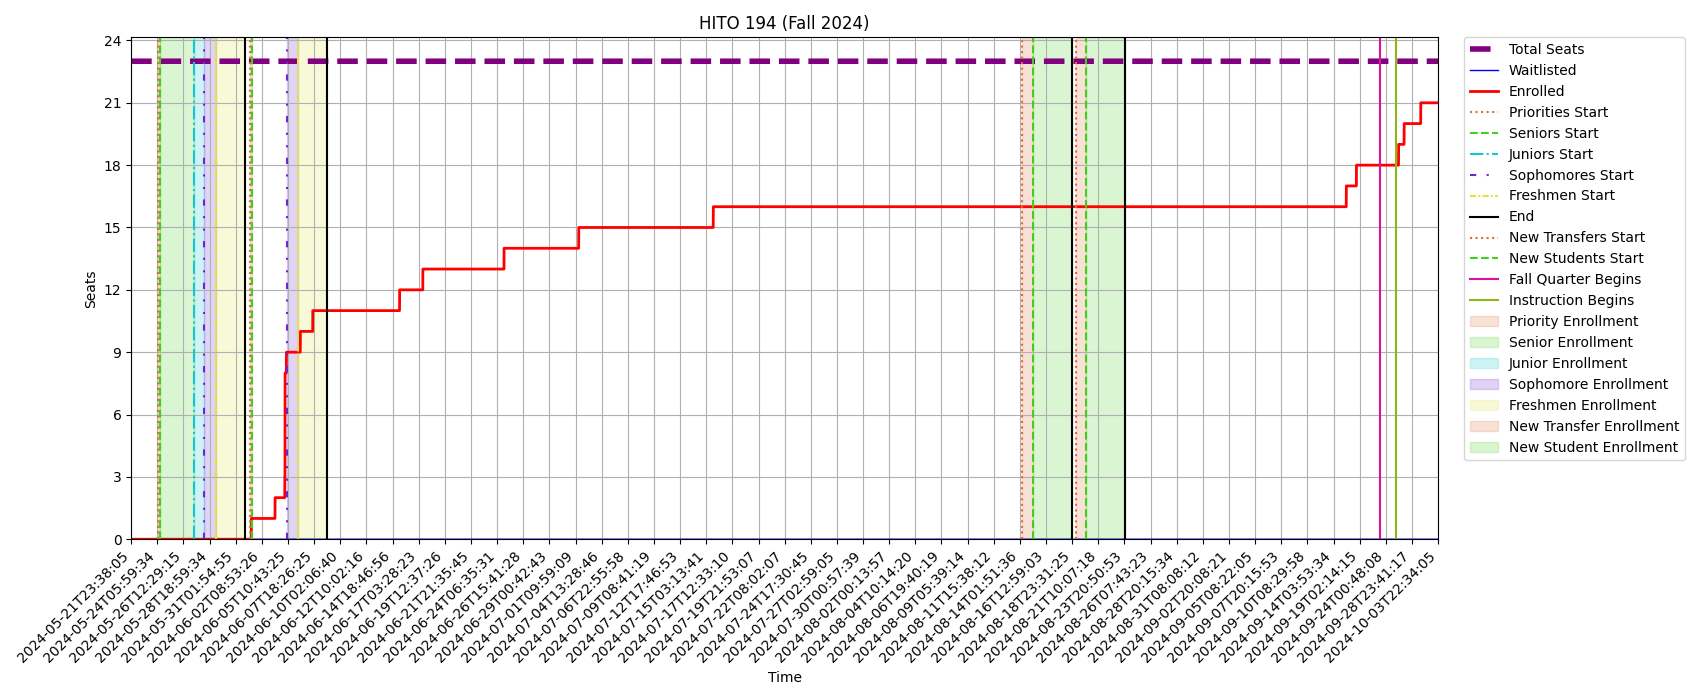 HITO 194 (Fall 2024)
24
21
18
15
12
9
6
3
0
Seats
2024-05-21T23:38:05
2024-05-24T05:59:34
2024-05-26T12:29:15
2024-05-28T18:59:34
2024-05-31T01:54:55
2024-06-02T08:53:26
2024-06-05T10:43:25
2024-06-07T18:26:25
2024-06-10T02:06:40
2024-06-12T10:02:16
2024-06-14T18:46:56
2024-06-17T03:28:23
2024-06-19T12:37:26
2024-06-21T21:35:45
2024-06-24T06:35:31
2024-06-26T15:41:28
2024-06-29T00:42:43
2024-07-01T09:59:09
2024-07-04T13:28:46
2024-07-06T22:55:58
2024-07-09T08:41:19
2024-07-12T17:46:53
2024-07-15T03:13:41
2024-07-17T12:33:10
2024-07-19T21:53:07
2024-07-22T08:02:07
2024-07-24T17:30:45
2024-07-27T02:59:05
2024-07-30T00:57:39
2024-08-02T00:13:57
2024-08-04T10:14:20
2024-08-06T19:40:19
2024-08-09T05:39:14
2024-08-11T15:38:12
2024-08-14T01:51:36
2024-08-16T12:59:03
2024-08-18T23:31:25
2024-08-21T10:07:18
2024-08-23T20:50:53
2024-08-26T07:43:23
2024-08-28T20:15:34
2024-08-31T08:08:12
2024-09-02T20:08:21
2024-09-05T08:22:05
2024-09-07T20:15:53
2024-09-10T08:29:58
2024-09-14T03:53:34
2024-09-19T02:14:15
2024-09-24T00:48:08
2024-09-28T23:41:17
2024-10-03T22:34:05
Time
Total Seats
Waitlisted
Enrolled
Priorities Start
Seniors Start
Juniors Start
Sophomores Start
Freshmen Start
End
New Transfers Start
New Students Start
Fall Quarter Begins
Instruction Begins
Priority Enrollment
Senior Enrollment
Junior Enrollment
Sophomore Enrollment
Freshmen Enrollment
New Transfer Enrollment
New Student Enrollment